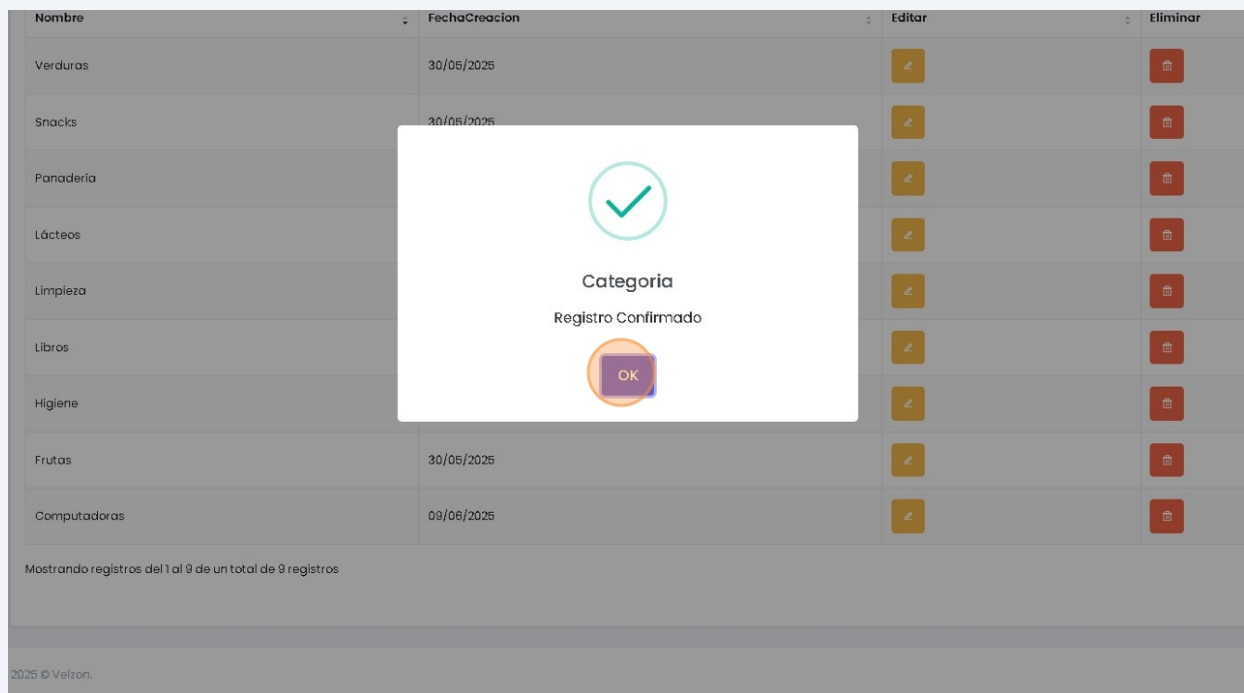 Nombre FechaCreacion Editar Eliminar
Verduras 30/05/2025
Snacks 30/05/2025
Panadería
Lácteos
Limpieza
Libros
Higiene
Frutas 30/05/2025
Computadoras 09/06/2025
Categoria
Registro Confirmado
OK
Mostrando registros del 1 al 9 de un total de 9 registros
2025 © Velzon.